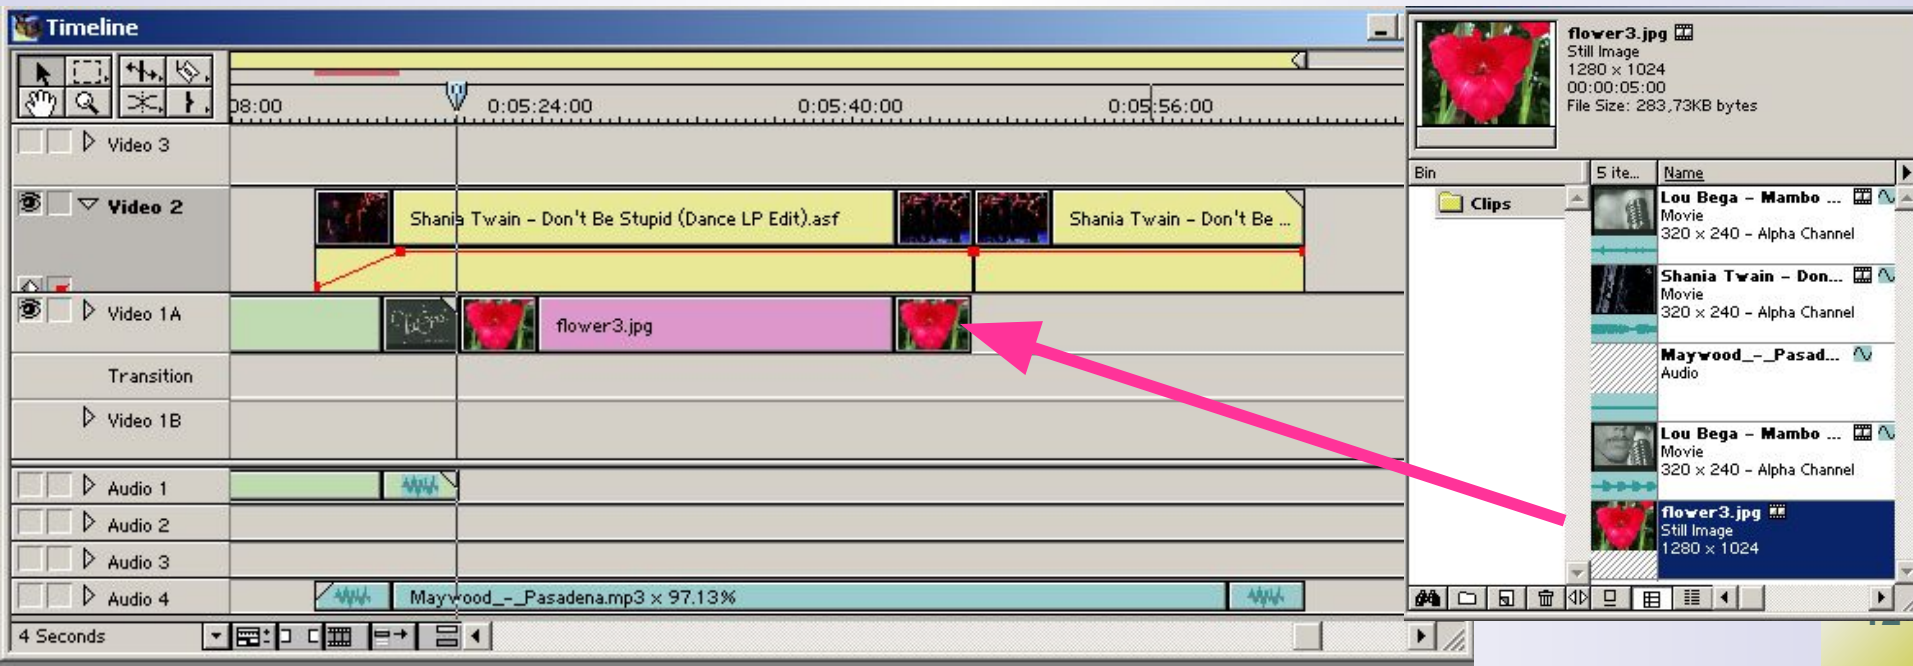 Timeline
08:00 0:05:24:00 0:05:40:00 0:05:56:00
Video 3
Video 2
Shania Twain - Don't Be Stupid (Dance LP Edit).asf
Shania Twain - Don't Be ...
Video 1A
flower3.jpg
Transition
Video 1B
Audio 1
Audio 2
Audio 3
Audio 4
Maywood_-_Pasadena.mp3 x 97.13%
4 Seconds
flower3.jpg
Still Image
1280 x 1024
00:00:05:00
File Size: 283,73KB bytes
Bin
5 ite...
Name
Clips
Lou Bega - Mambo ...
Movie
320 x 240 - Alpha Channel
Shania Twain - Don...
Movie
320 x 240 - Alpha Channel
Maywood_-_Pasad...
Audio
Lou Bega - Mambo ...
Movie
320 x 240 - Alpha Channel
flower3.jpg
Still Image
1280 x 1024